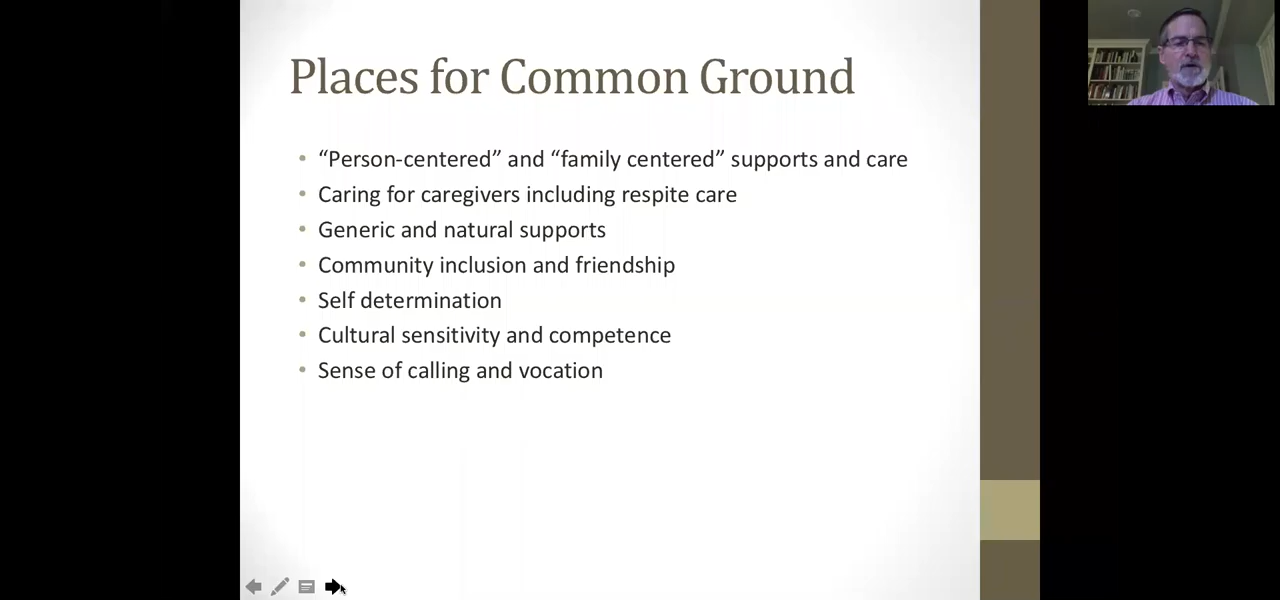 Places for Common Ground
• “Person-centered” and “family centered” supports and care
• Caring for caregivers including respite care
• Generic and natural supports
• Community inclusion and friendship
• Self determination
• Cultural sensitivity and competence
• Sense of calling and vocation